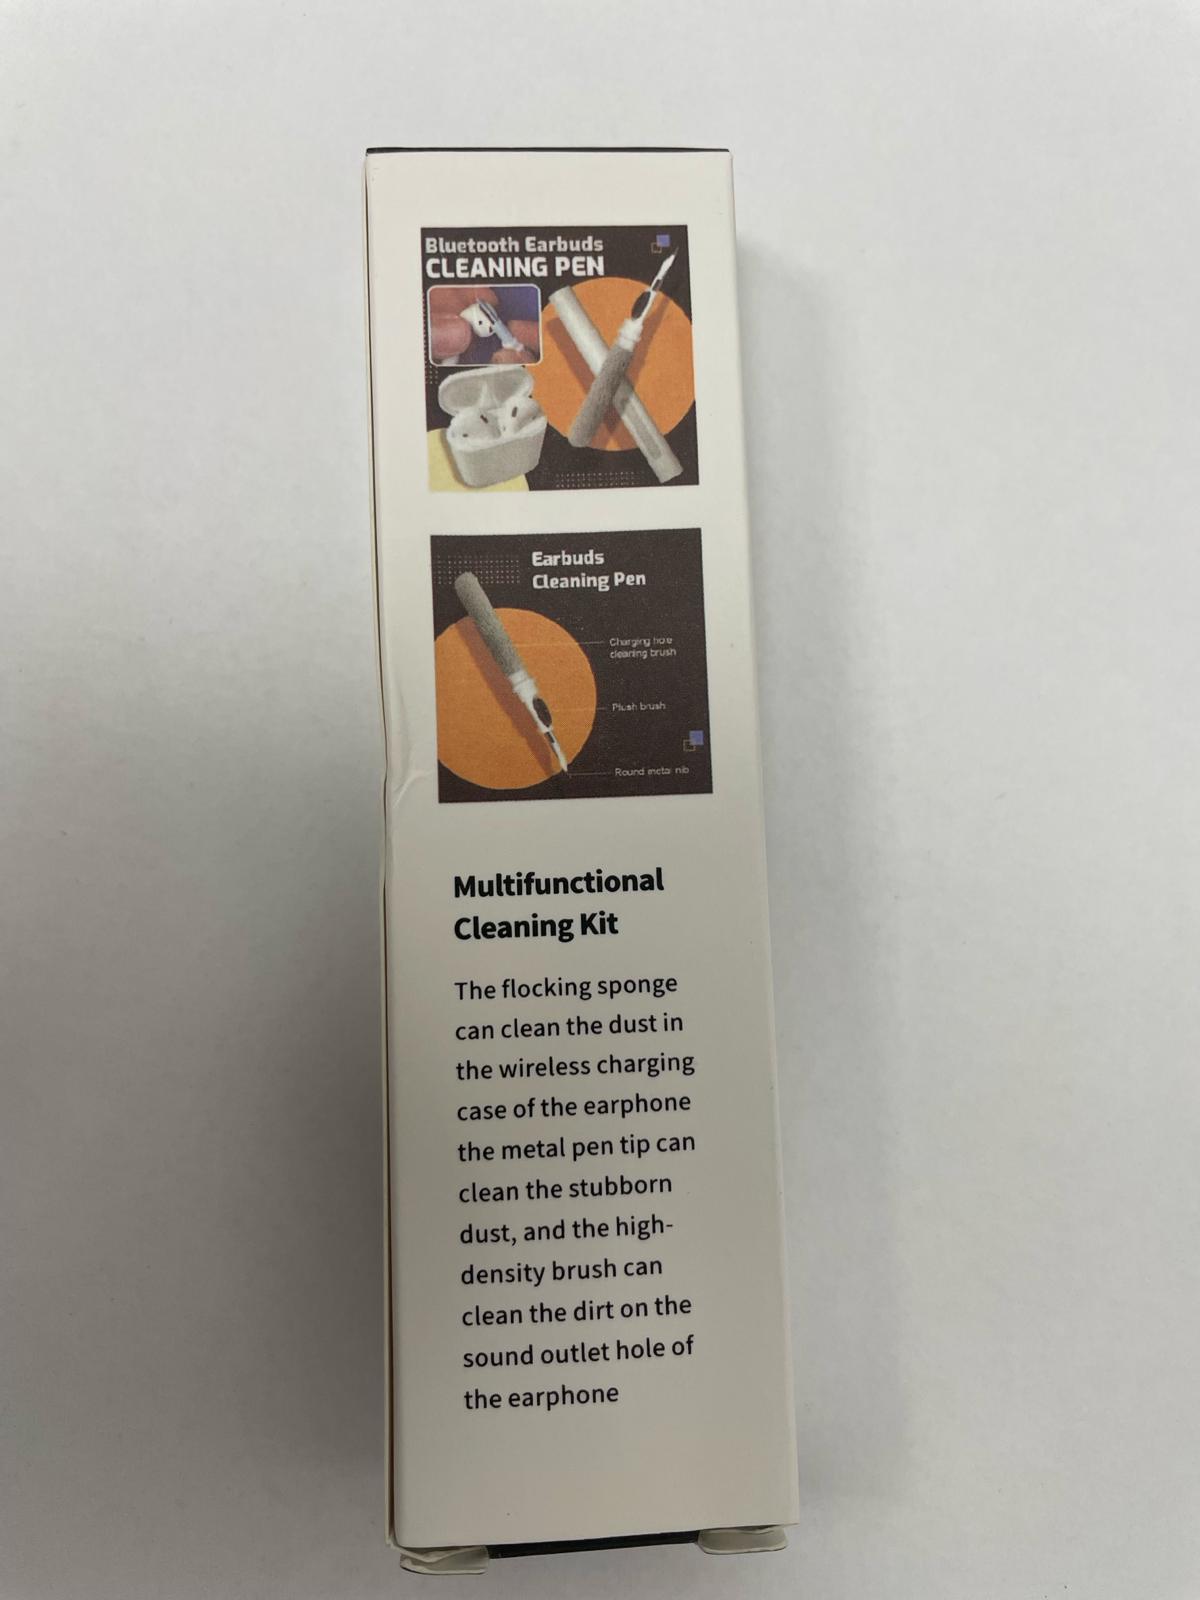 Bluetooth Earbuds
CLEANING PEN
Earbuds
Cleaning Pen
Charging hole
cleaning brush
Plush brush
Round metal nib
Multifunctional
Cleaning Kit
The flocking sponge
can clean the dust in
the wireless charging
case of the earphone
the metal pen tip can
clean the stubborn
dust, and the high-
density brush can
clean the dirt on the
sound outlet hole of
the earphone